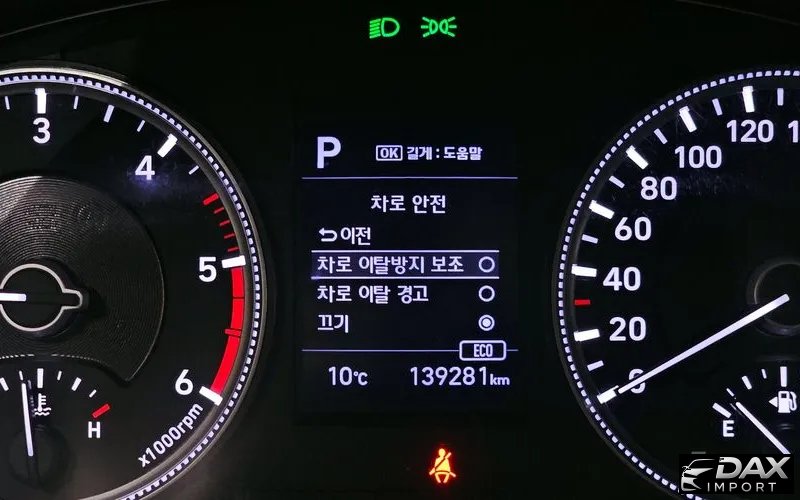 P
OK 길게 : 도움말
차로 안전
이전
차로 이탈방지 보조
차로 이탈 경고
끄기
ECO
10℃ 139281km
3
4
5
6
x1000rpm
H
0
20
40
60
80
100
120
E
DAX
IMPORT